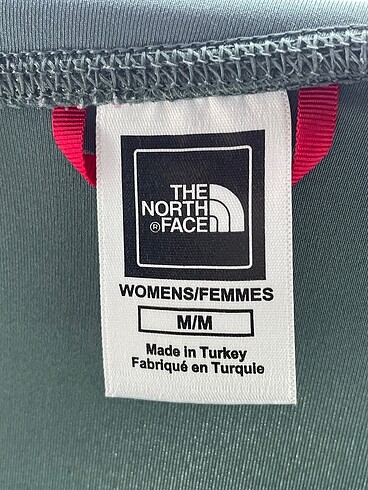 THE
NORTH
®FACE
WOMENS/FEMMES
M/M
Made in Turkey
Fabriqué en Turquie